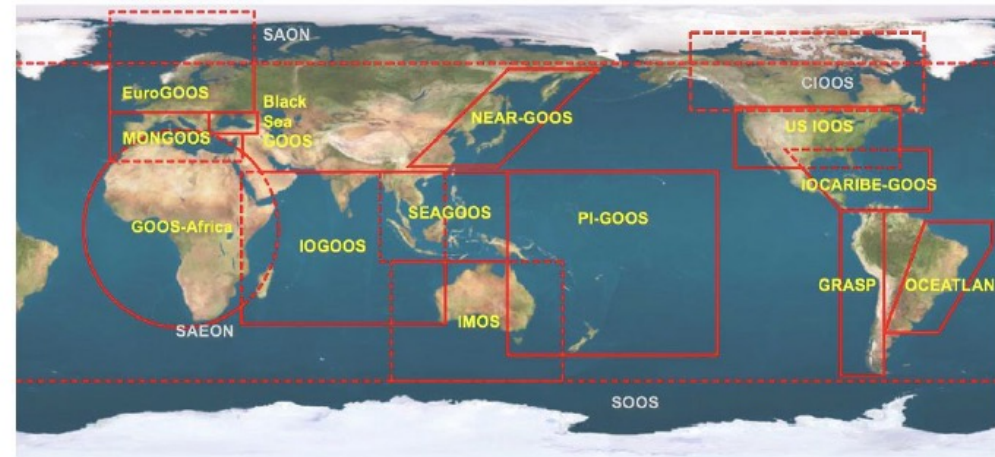 SAON
CIOOS
EuroGOOS
Black
Sea
GOOS
NEAR-GOOS
US IOOS
MONGOOS
IOCARIBE-GOOS
GOOS-Africa
IOGOOS
SEAGOOS
PI-GOOS
GRASP
OCEATLAN
SAEON
IMOS
SOOS